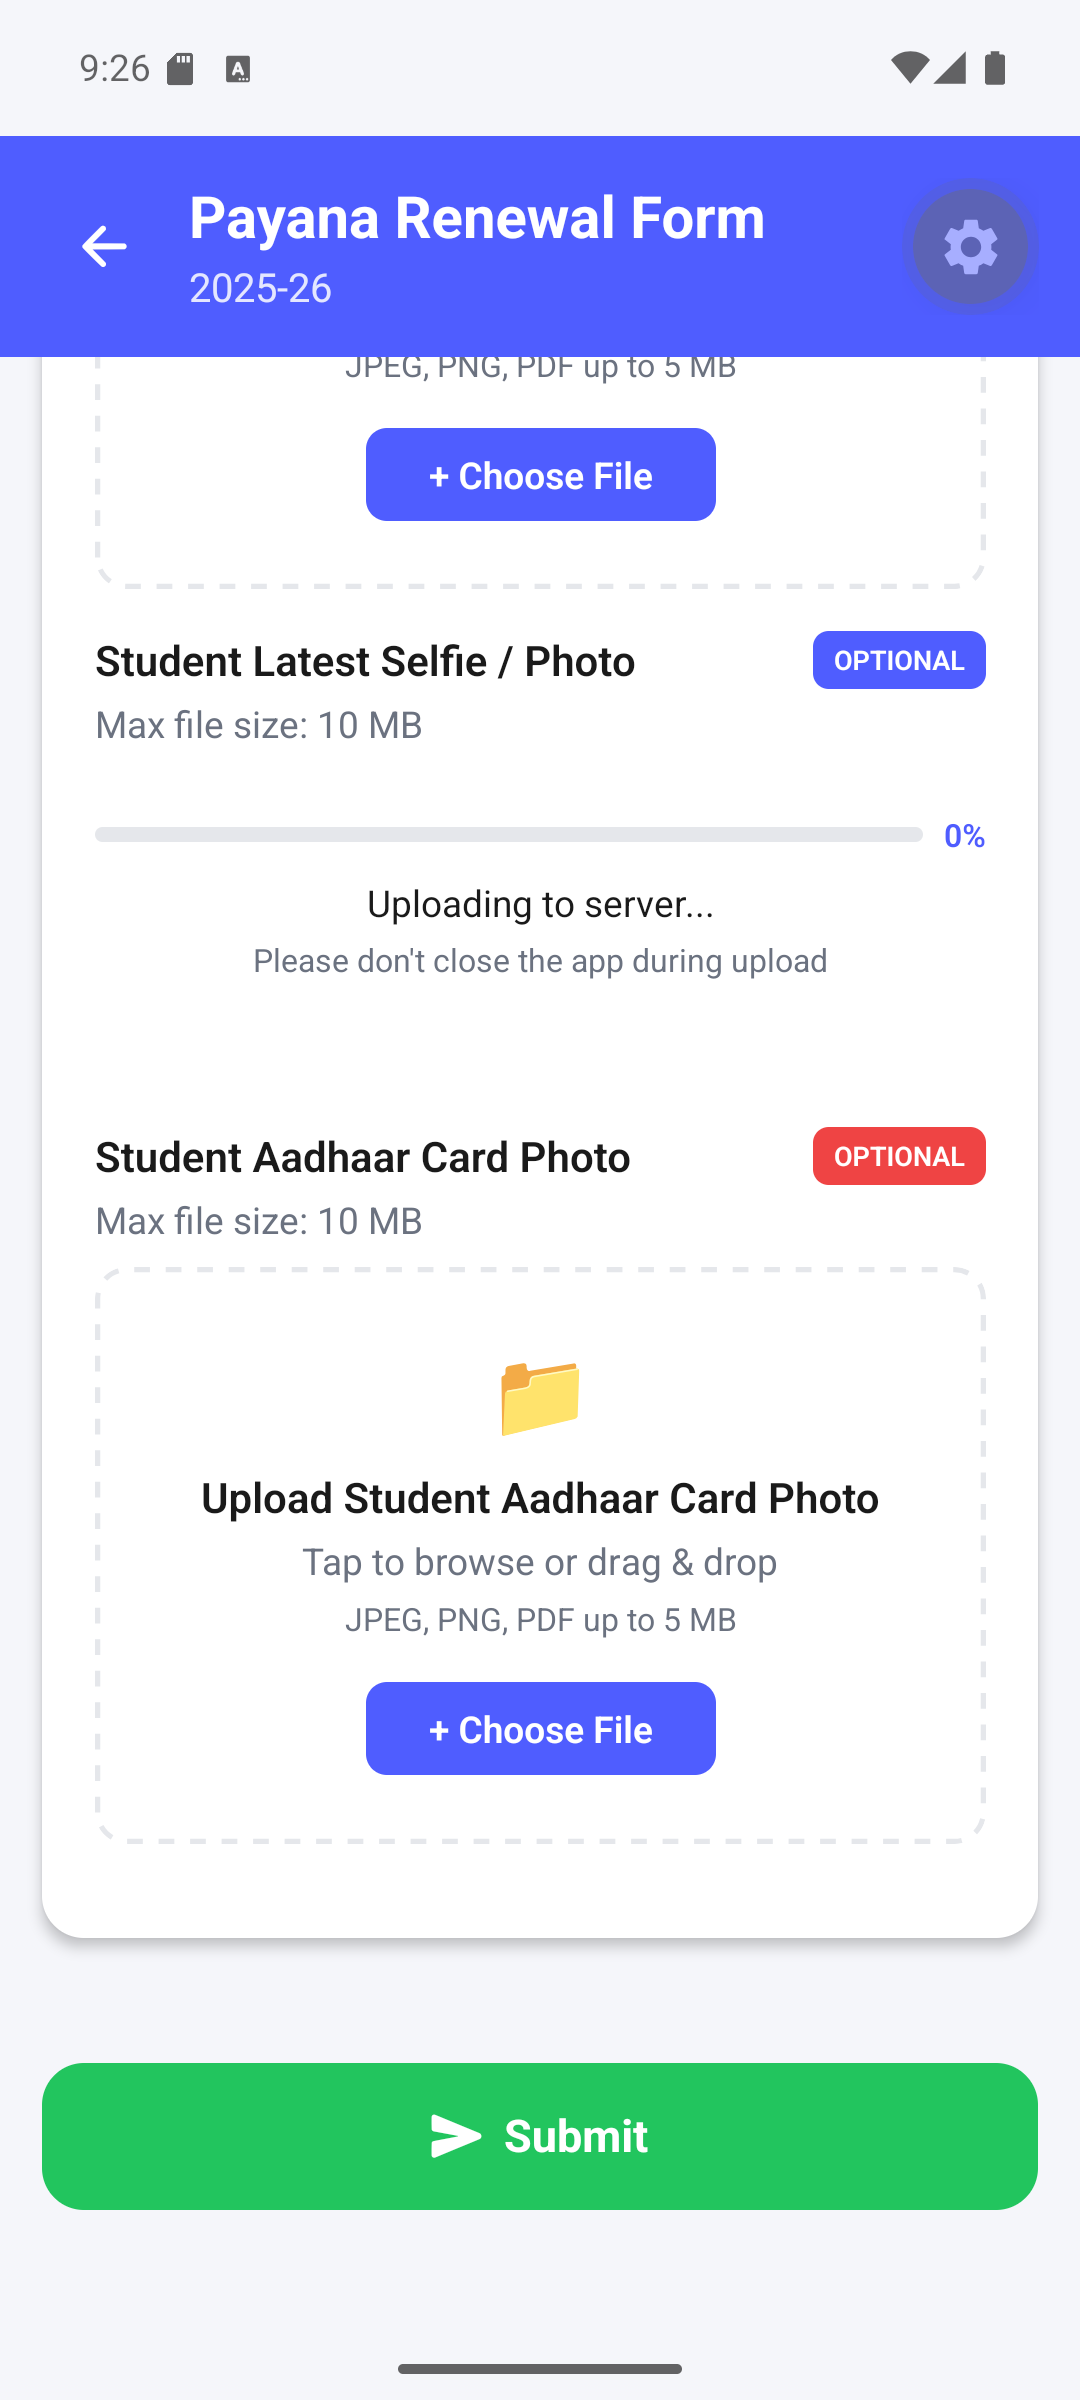 9:26
Payana Renewal Form
2025-26
JPEG, PNG, PDF up to 5 MB
+ Choose File
Student Latest Selfie / Photo
OPTIONAL
Max file size: 10 MB
0%
Uploading to server...
Please don't close the app during upload
Student Aadhaar Card Photo
OPTIONAL
Max file size: 10 MB
Upload Student Aadhaar Card Photo
Tap to browse or drag & drop
JPEG, PNG, PDF up to 5 MB
+ Choose File
Submit